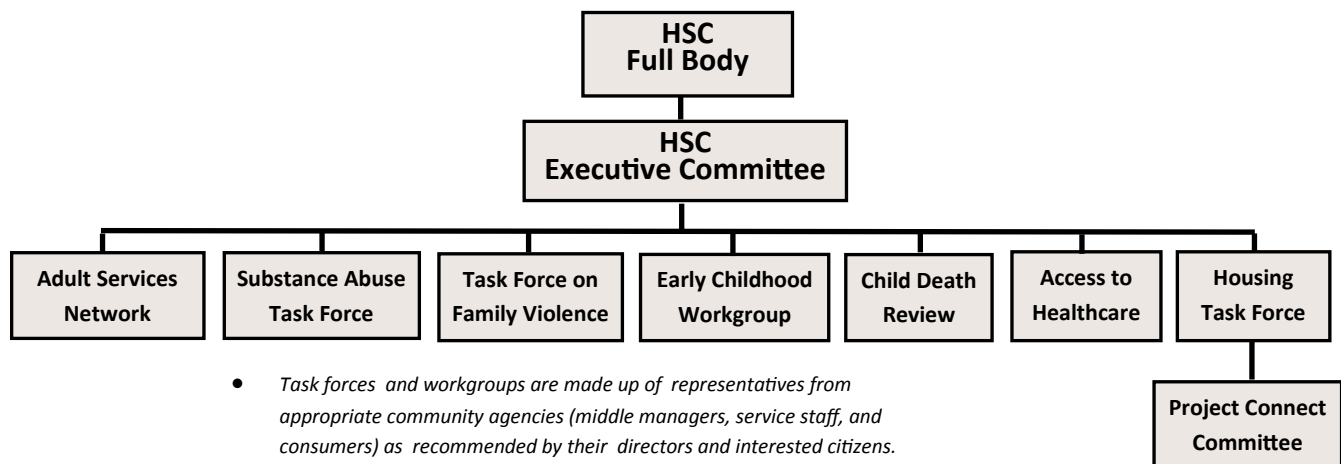 HSC
Full Body
HSC
Executive Committee
Adult Services
Network
Substance Abuse
Task Force
Task Force on
Family Violence
Early Childhood
Workgroup
Child Death
Review
Access to
Healthcare
Housing
Task Force
Project Connect
Committee
• Task forces and workgroups are made up of representatives from
appropriate community agencies (middle managers, service staff, and
consumers) as recommended by their directors and interested citizens.